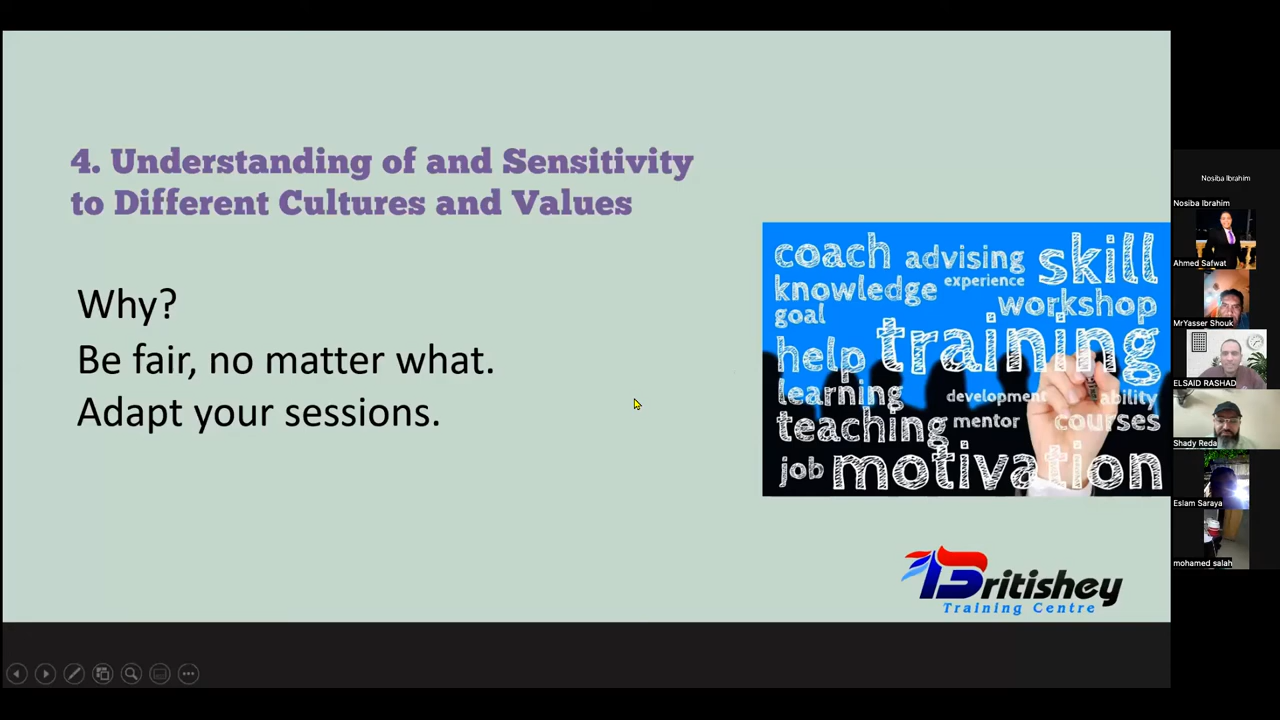 4. Understanding of and Sensitivity
to Different Cultures and Values
Why?
Be fair, no matter what.
Adapt your sessions.
coach advising skill
knowledge experience
goal workshop
help training
learning development ability
teaching mentor courses
job motivation
Britishey
Training Centre
Nosiba Ibrahim
Nosiba Ibrahim
Ahmed Safwat
MrYasser Shouk
ELSAID RASHAD
Shady Reda
Eslam Saraya
mohamed salah